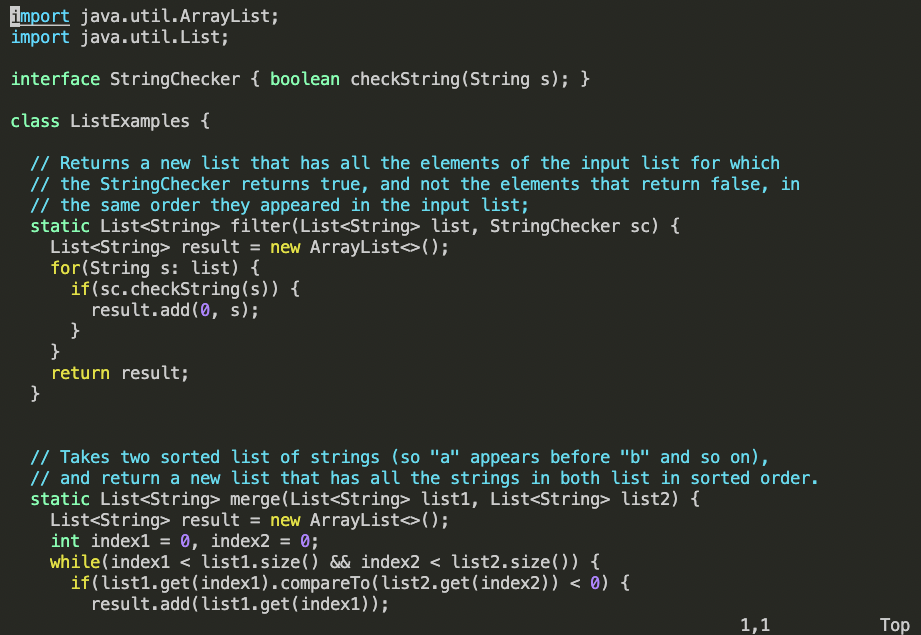 import java.util.ArrayList;
import java.util.List;

interface StringChecker { boolean checkString(String s); }

class ListExamples {

  // Returns a new list that has all the elements of the input list for which
  // the StringChecker returns true, and not the elements that return false, in
  // the same order they appeared in the input list;
  static List<String> filter(List<String> list, StringChecker sc) {
    List<String> result = new ArrayList<>();
    for(String s: list) {
      if(sc.checkString(s)) {
        result.add(0, s);
      }
    }
    return result;
  }


  // Takes two sorted list of strings (so "a" appears before "b" and so on),
  // and return a new list that has all the strings in both list in sorted order.
  static List<String> merge(List<String> list1, List<String> list2) {
    List<String> result = new ArrayList<>();
    int index1 = 0, index2 = 0;
    while(index1 < list1.size() && index2 < list2.size()) {
      if(list1.get(index1).compareTo(list2.get(index2)) < 0) {
        result.add(list1.get(index1));
1,1 Top